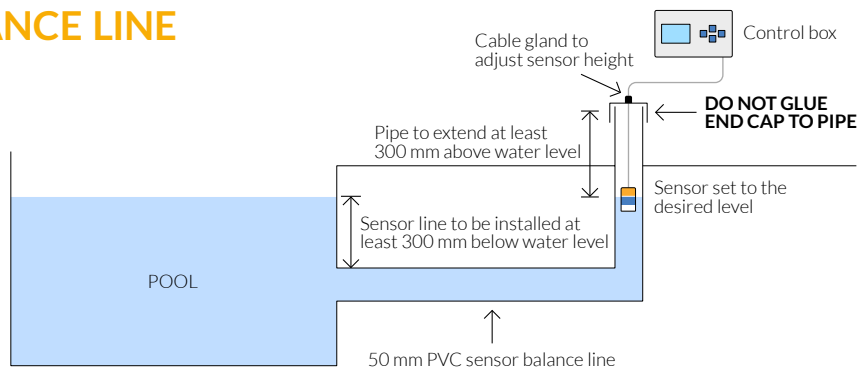 ANCE LINE
Cable gland to
adjust sensor height
Control box
DO NOT GLUE
END CAP TO PIPE
Pipe to extend at least
300 mm above water level
Sensor set to the
desired level
Sensor line to be installed at
least 300 mm below water level
POOL
50 mm PVC sensor balance line